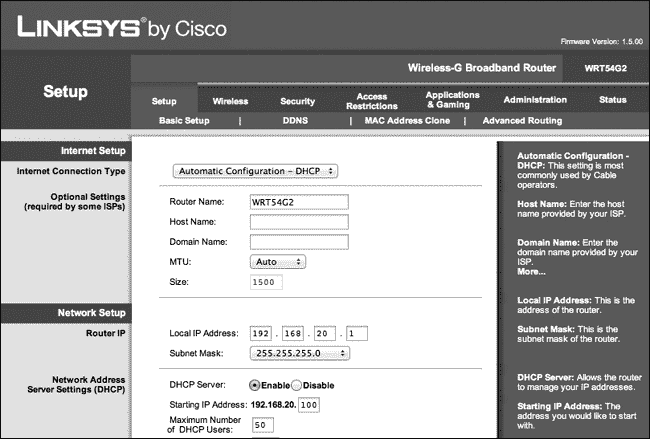 LINKSYS by Cisco
Firmware Version: 1.5.00
Wireless-G Broadband Router WRT54G2
Setup
Setup Wireless Security Access Restrictions Applications & Gaming Administration Status
Basic Setup | DDNS | MAC Address Clone | Advanced Routing
Internet Setup
Internet Connection Type
Automatic Configuration - DHCP
Optional Settings
(required by some ISPs)
Router Name: WRT54G2
Host Name:
Domain Name:
MTU: Auto
Size: 1500
Network Setup
Router IP
Local IP Address: 192 . 168 . 20 . 1
Subnet Mask: 255.255.255.0
Network Address
Server Settings (DHCP)
DHCP Server: Enable Disable
Starting IP Address: 192.168.20. 100
Maximum Number
of DHCP Users: 50
Automatic Configuration -
DHCP: This setting is most
commonly used by Cable
operators.
Host Name: Enter the host
name provided by your ISP.
Domain Name: Enter the
domain name provided by your
ISP.
More...
Local IP Address: This is the
address of the router.
Subnet Mask: This is the
subnet mask of the router.
DHCP Server: Allows the router
to manage your IP addresses.
Starting IP Address: The
address you would like to
start with.